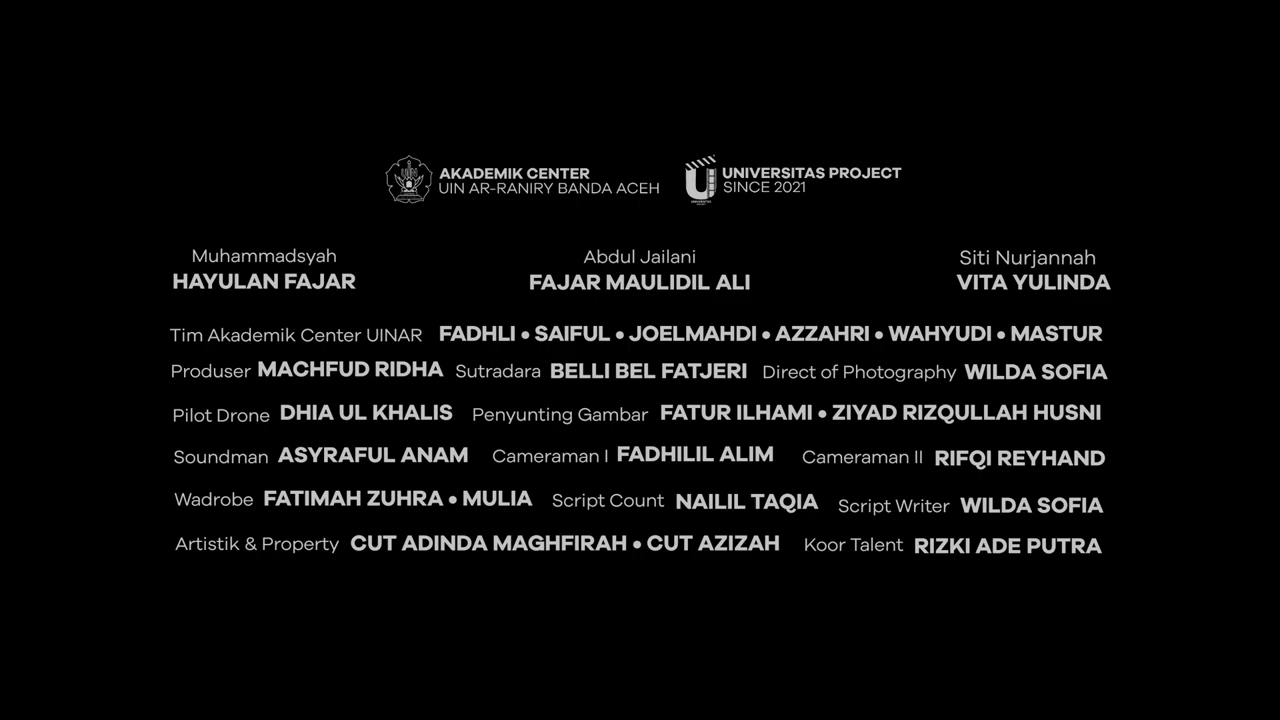 AKADEMIK CENTER
UIN AR-RANIRY BANDA ACEH
UNIVERSITAS PROJECT
SINCE 2021
Muhammadsyah
HAYULAN FAJAR
Abdul Jailani
FAJAR MAULIDIL ALI
Siti Nurjannah
VITA YULINDA
Tim Akademik Center UINAR FADHLI • SAIFUL • JOELMAHDI • AZZAHRI • WAHYUDI • MASTUR
Produser MACHFUD RIDHA Sutradara BELLI BEL FATJERI Direct of Photography WILDA SOFIA
Pilot Drone DHIA UL KHALIS Penyunting Gambar FATUR ILHAMI • ZIYAD RIZQULLAH HUSNI
Soundman ASYRAFUL ANAM Cameraman I FADHILIL ALIM Cameraman II RIFQI REYHAND
Wadrobe FATIMAH ZUHRA • MULIA Script Count NAILIL TAQIA Script Writer WILDA SOFIA
Artistik & Property CUT ADINDA MAGHFIRAH • CUT AZIZAH Koor Talent RIZKI ADE PUTRA